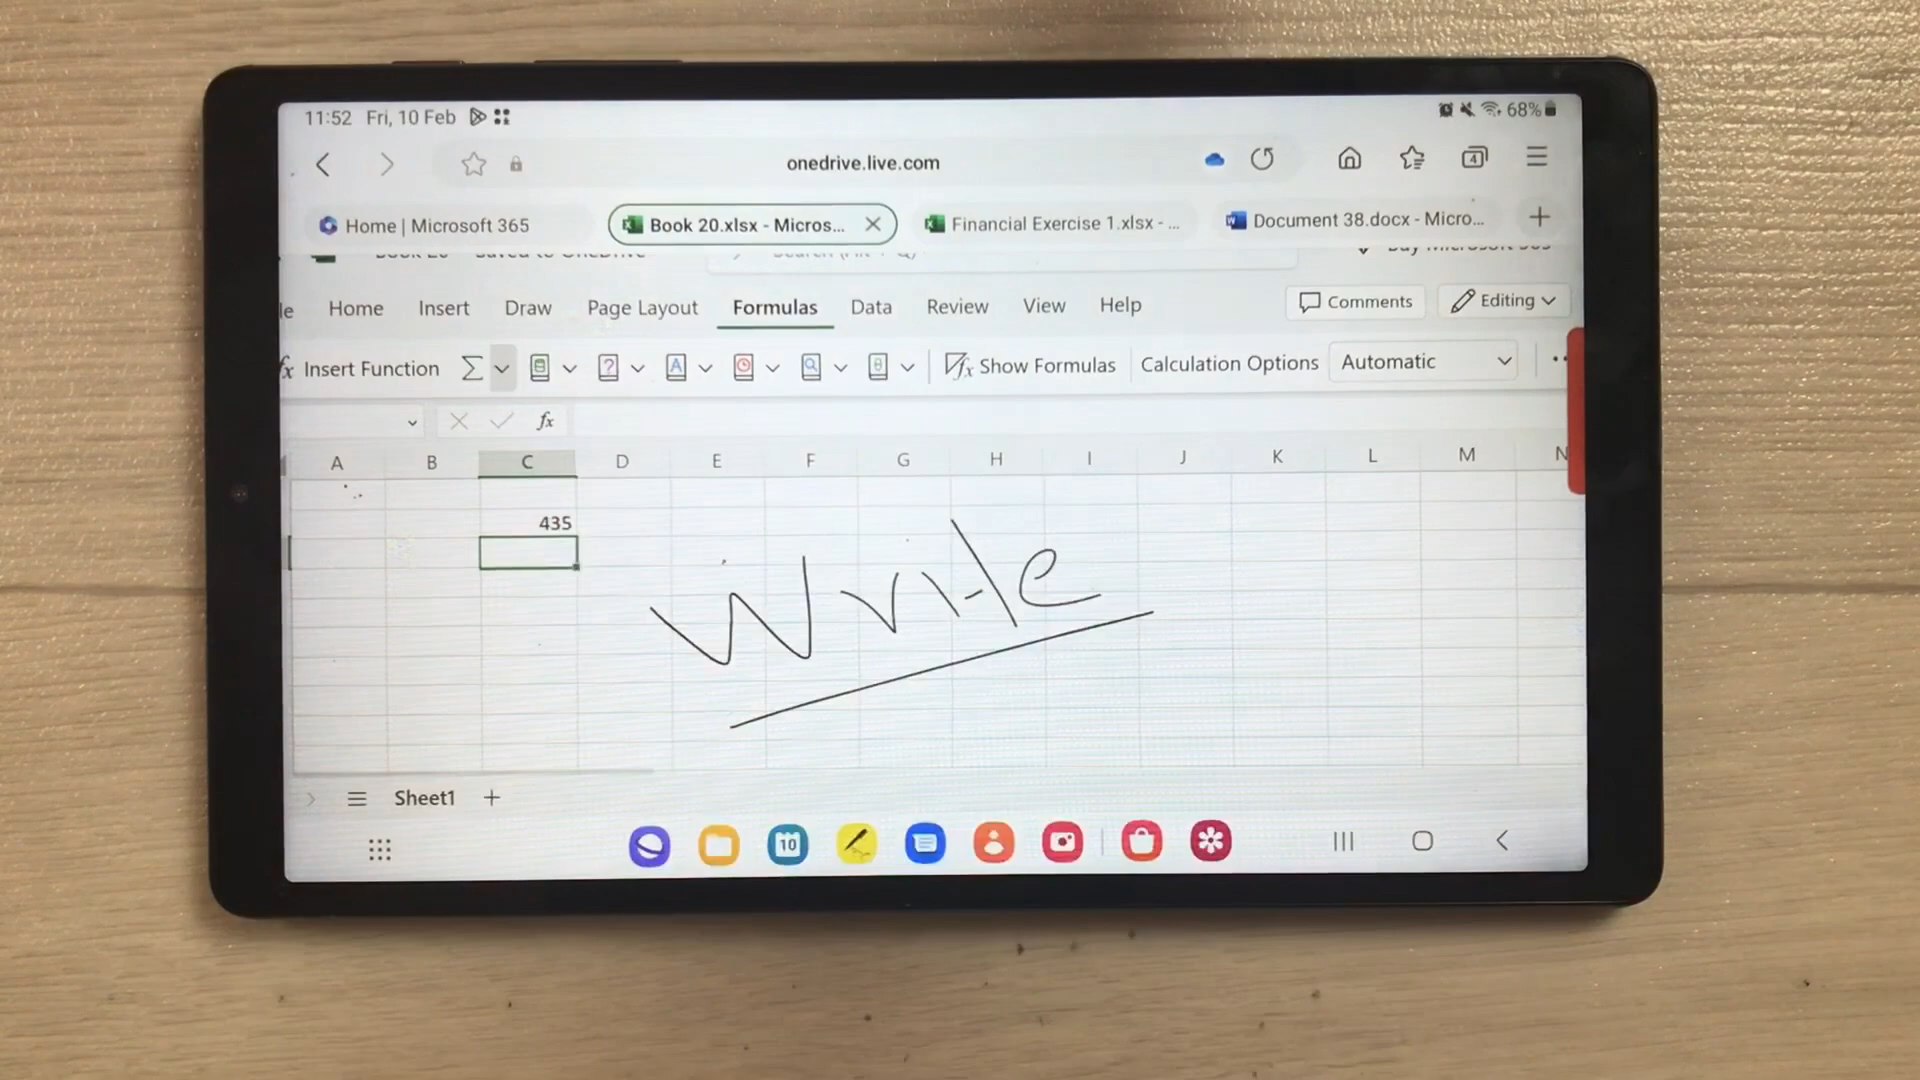 11:52 Fri, 10 Feb 68%
onedrive.live.com 4
Home | Microsoft 365 Book 20.xlsx - Micros... Financial Exercise 1.xlsx - ... Document 38.docx - Micro...
Home Insert Draw Page Layout Formulas Data Review View Help Comments Editing
fx Insert Function Show Formulas Calculation Options Automatic
fx
A B C D E F G H I J K L M N
435
Write
Sheet1
10